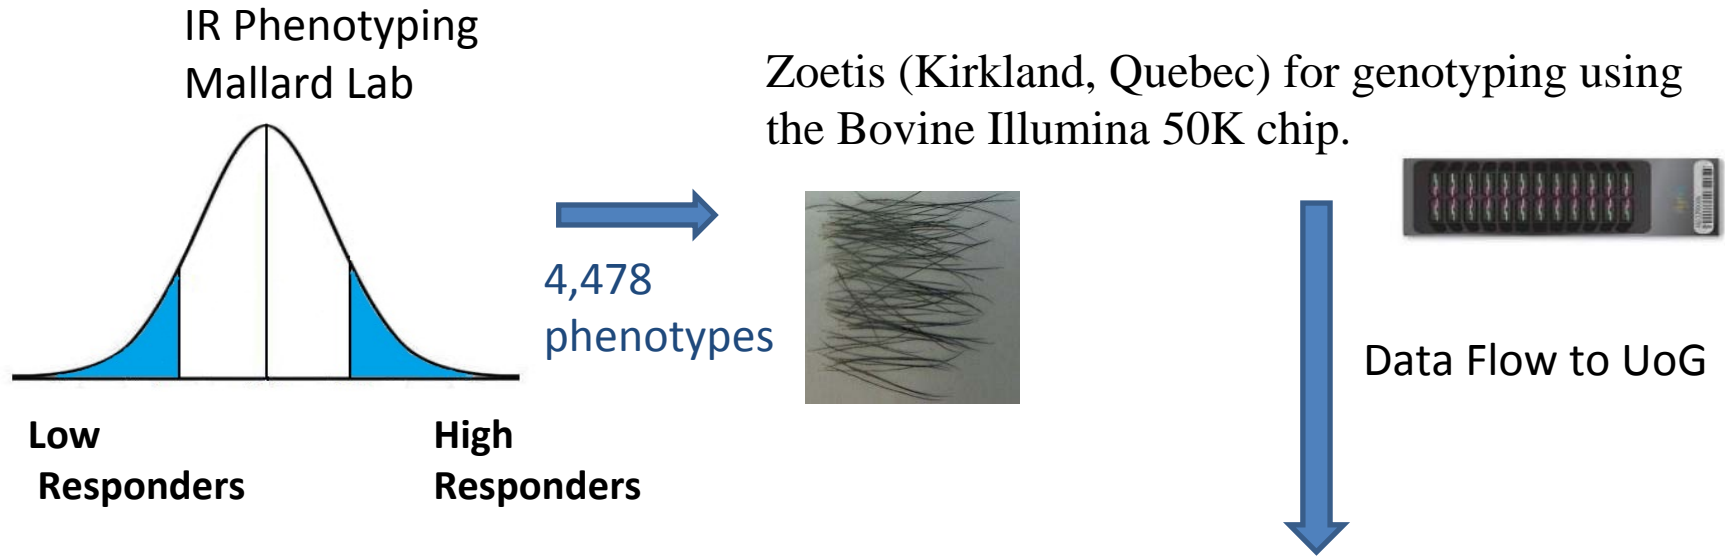 IR Phenotyping
Mallard Lab
Zoetis (Kirkland, Quebec) for genotyping using
the Bovine Illumina 50K chip.
4,478
phenotypes
Data Flow to UoG
Low
Responders
High
Responders